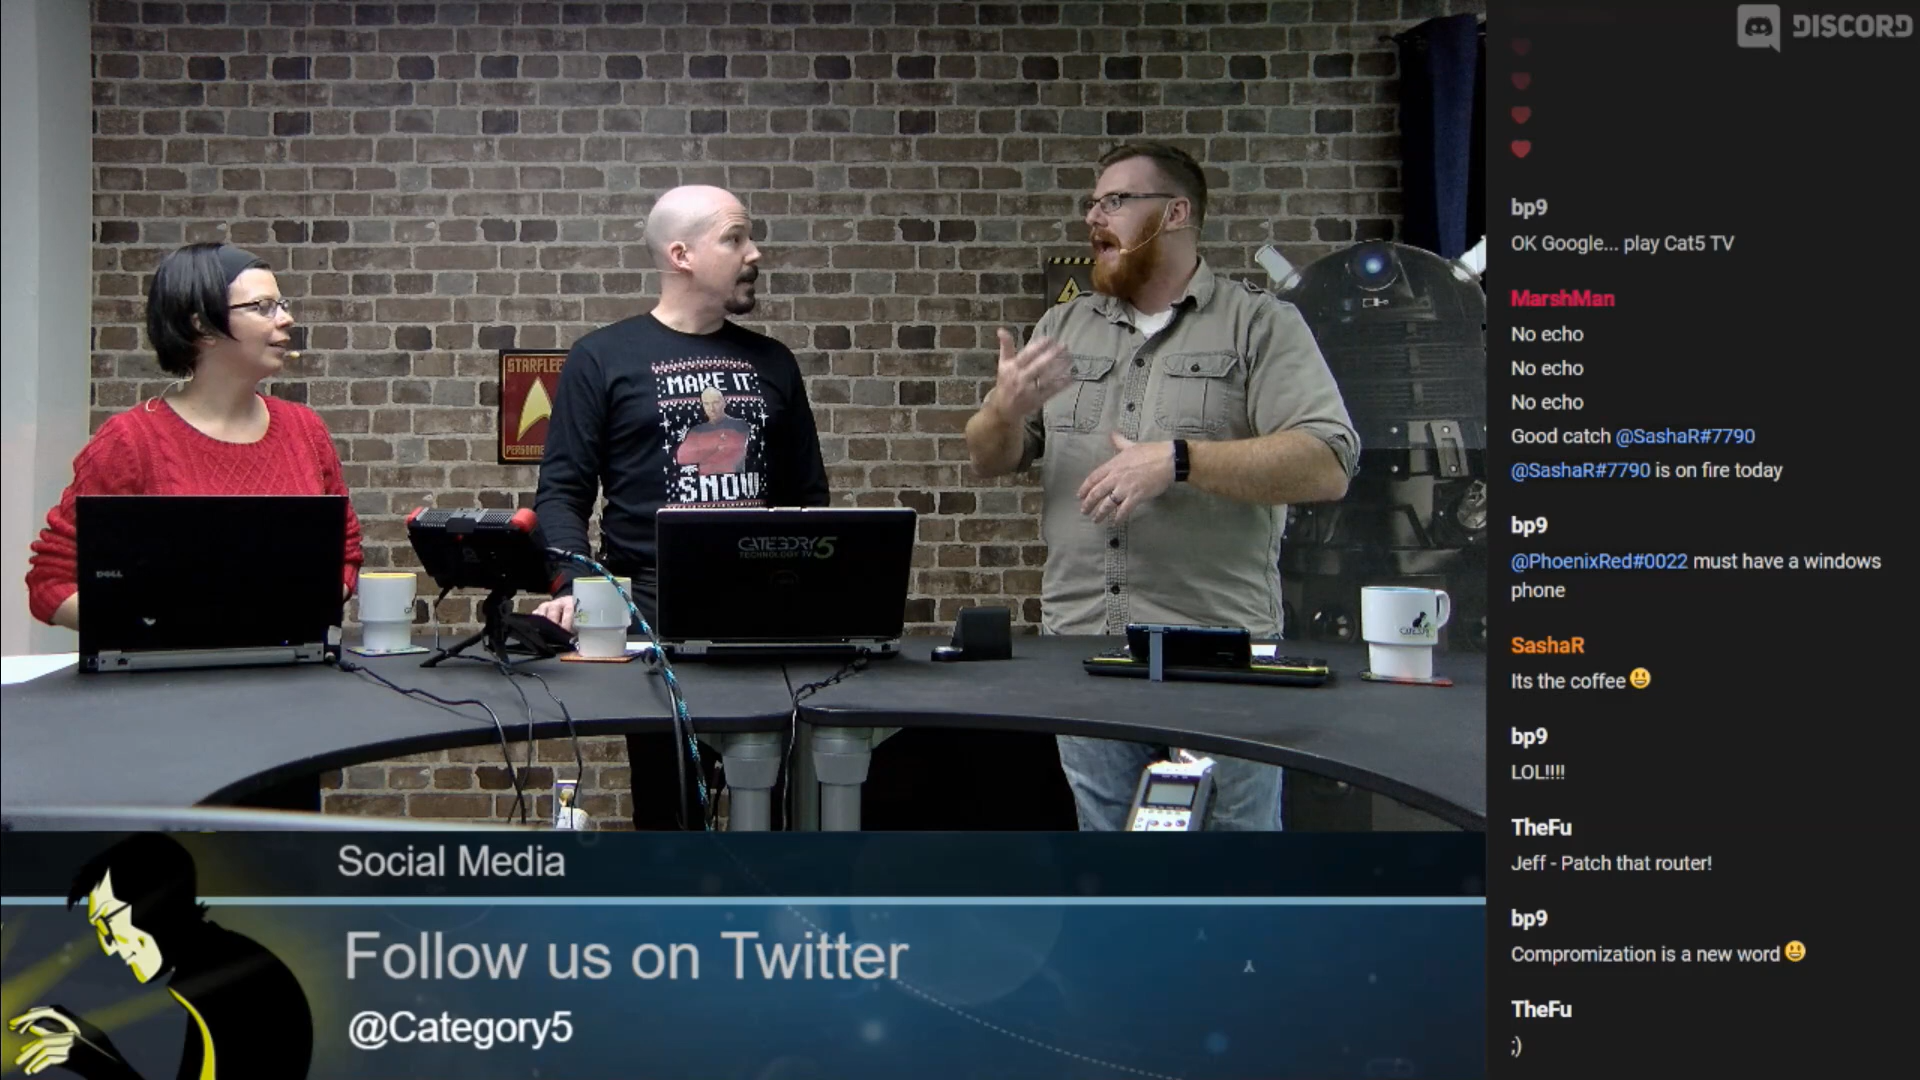 DISCORD
bp9
OK Google... play Cat5 TV
MarshMan
No echo
No echo
No echo
Good catch @SashaR#7790
@SashaR#7790 is on fire today
bp9
@PhoenixRed#0022 must have a windows
phone
SashaR
Its the coffee
bp9
LOL!!!!
TheFu
Jeff - Patch that router!
bp9
Compromization is a new word
TheFu
;)
STARFLEE
PERSONNE
MAKE IT
SNOW
DELL
CATEGORY5
TECHNOLOGY TV
Social Media
Follow us on Twitter
@Category5